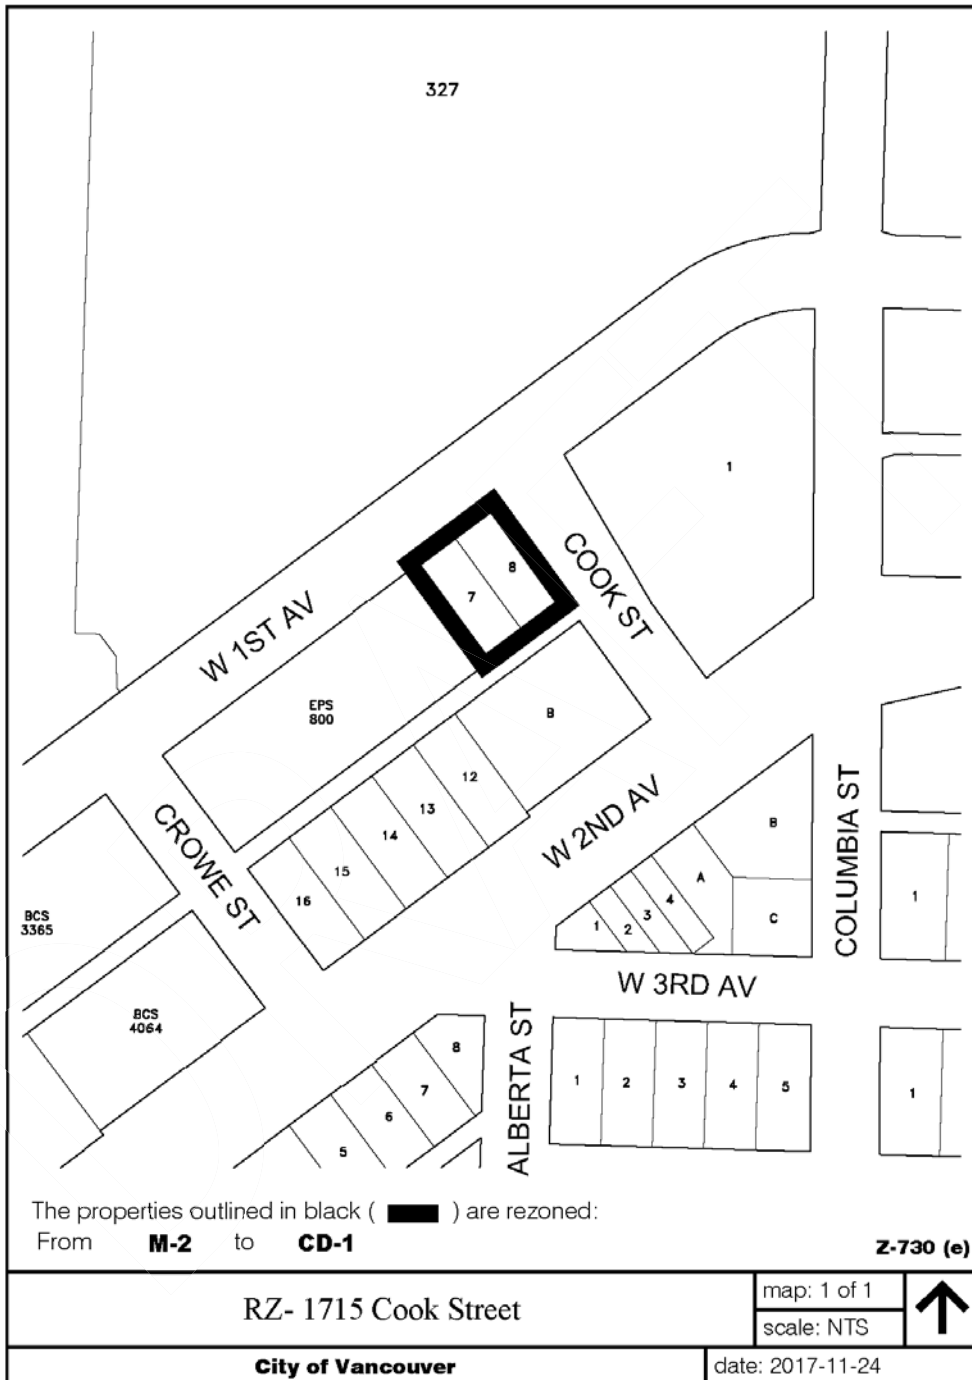 327
1
COOK ST
8
7
W 1ST AV
EPS
800
B
12
13
14
15
16
CROWE ST
W 2ND AV
COLUMBIA ST
B
A
4
3
2
1
C
1
BCS
3365
W 3RD AV
BCS
4064
ALBERTA ST
8
7
6
5
1
2
3
4
5
1
The properties outlined in black ( ) are rezoned:
From M-2 to CD-1
Z-730 (e)
RZ- 1715 Cook Street
map: 1 of 1
scale: NTS
City of Vancouver
date: 2017-11-24